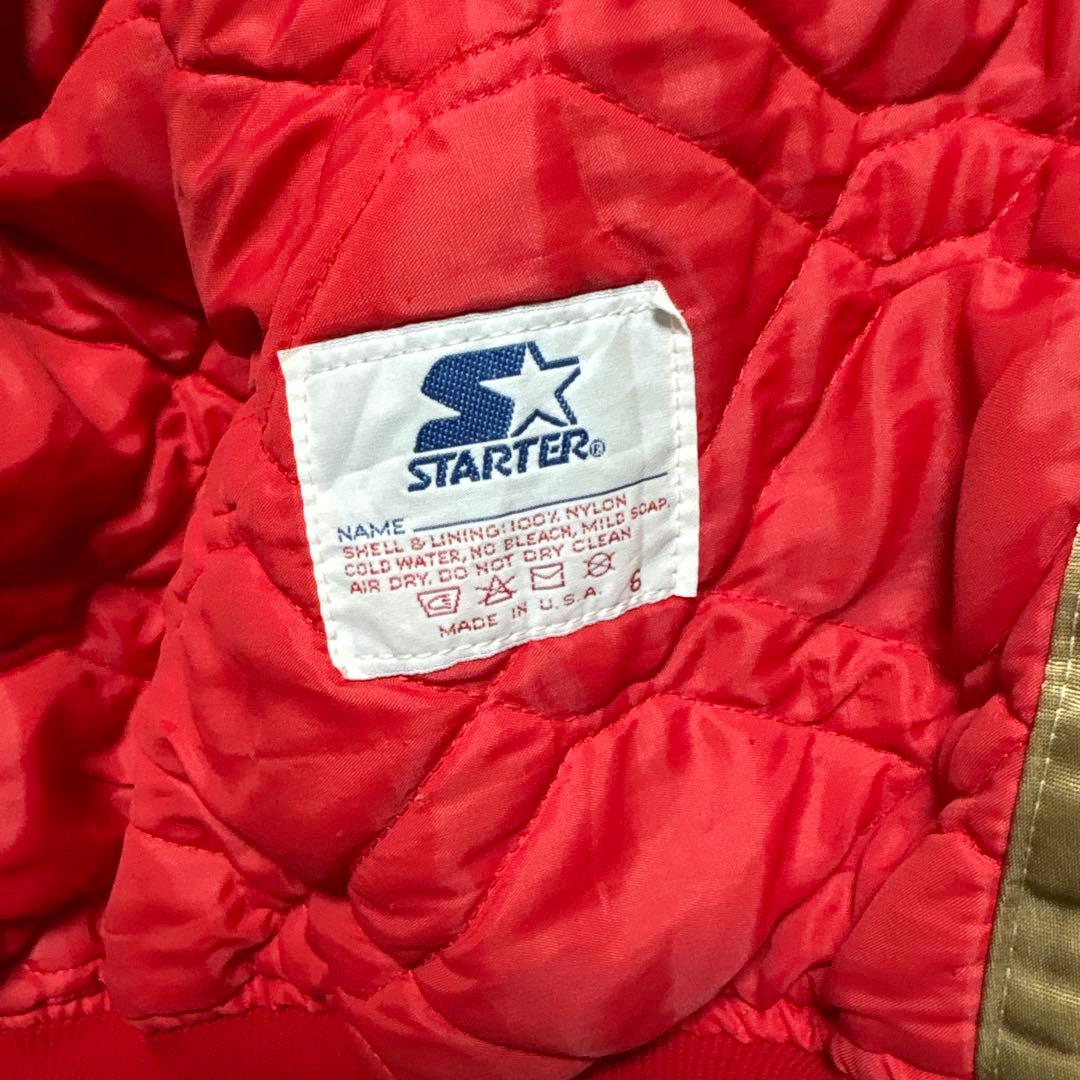 STARTER®
NAME
SHELL & LINING: 100% NYLON
COLD WATER, NO BLEACH, MILD SOAP,
AIR DRY, DO NOT DRY CLEAN
6
MADE IN U.S.A.